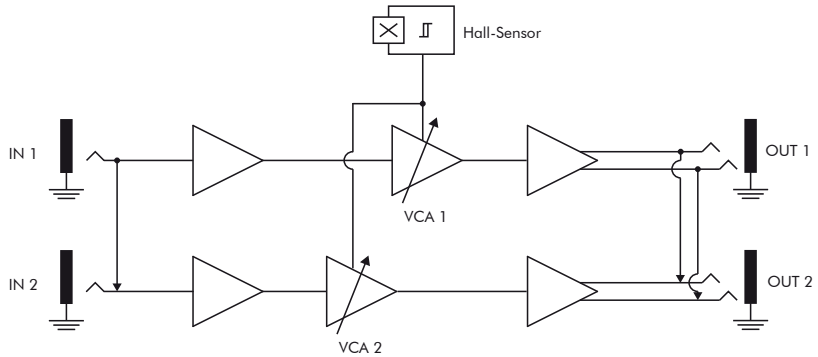 Hall-Sensor
IN 1
OUT 1
VCA 1
IN 2
OUT 2
VCA 2